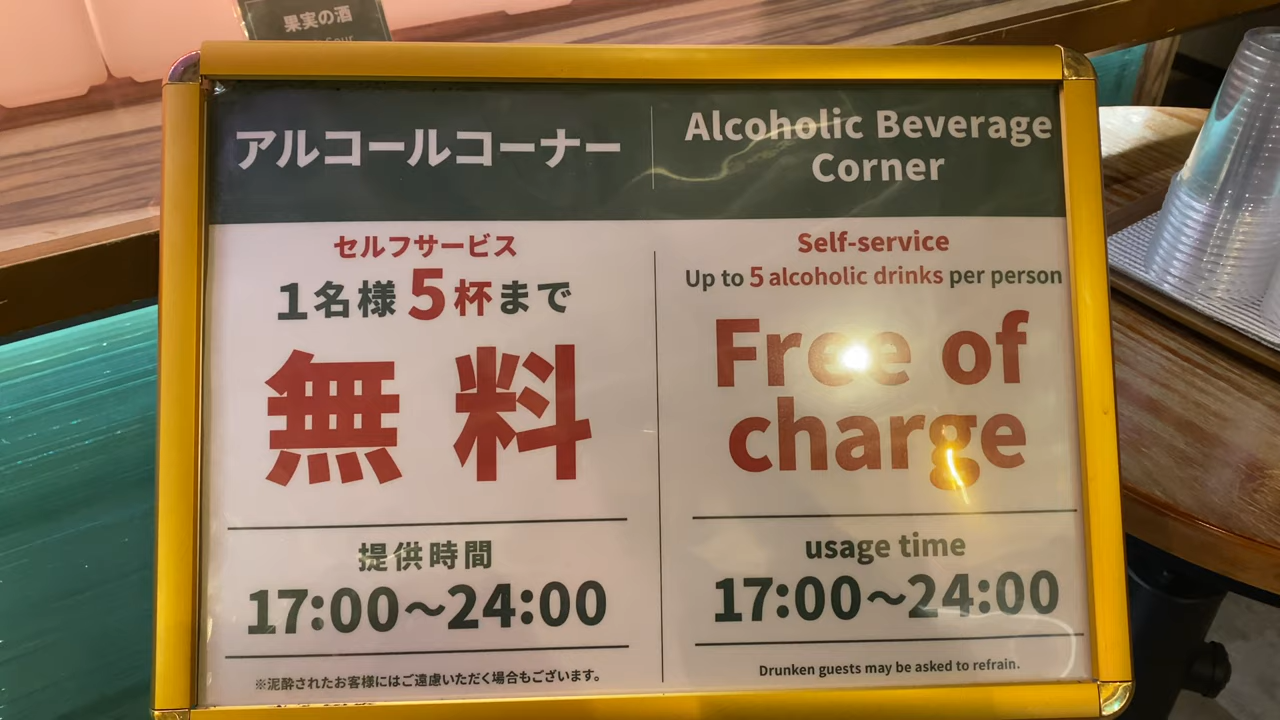 果実の酒
アルコールコーナー
セルフサービス
1名様5杯まで
無料
提供時間
17:00～24:00
※泥酔されたお客様にはご遠慮いただく場合もございます。
Alcoholic Beverage
Corner
Self-service
Up to 5 alcoholic drinks per person
Free of
charge
usage time
17:00～24:00
Drunken guests may be asked to refrain.